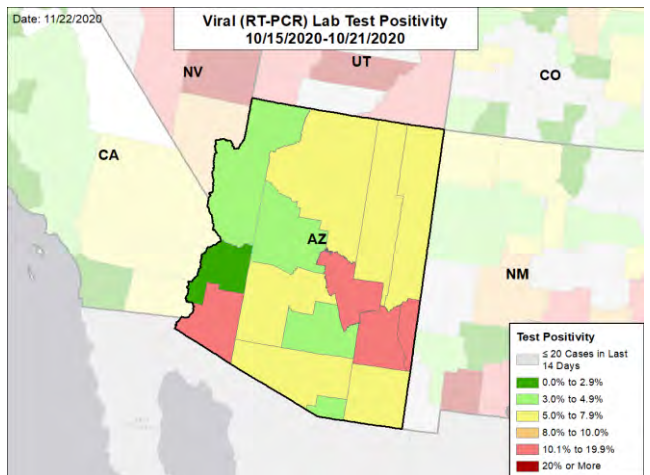 Date: 11/22/2020
Viral (RT-PCR) Lab Test Positivity
10/15/2020-10/21/2020
UT
NV
CO
CA
AZ
NM
Test Positivity
≤ 20 Cases in Last
14 Days
0.0% to 2.9%
3.0% to 4.9%
5.0% to 7.9%
8.0% to 10.0%
10.1% to 19.9%
20% or More